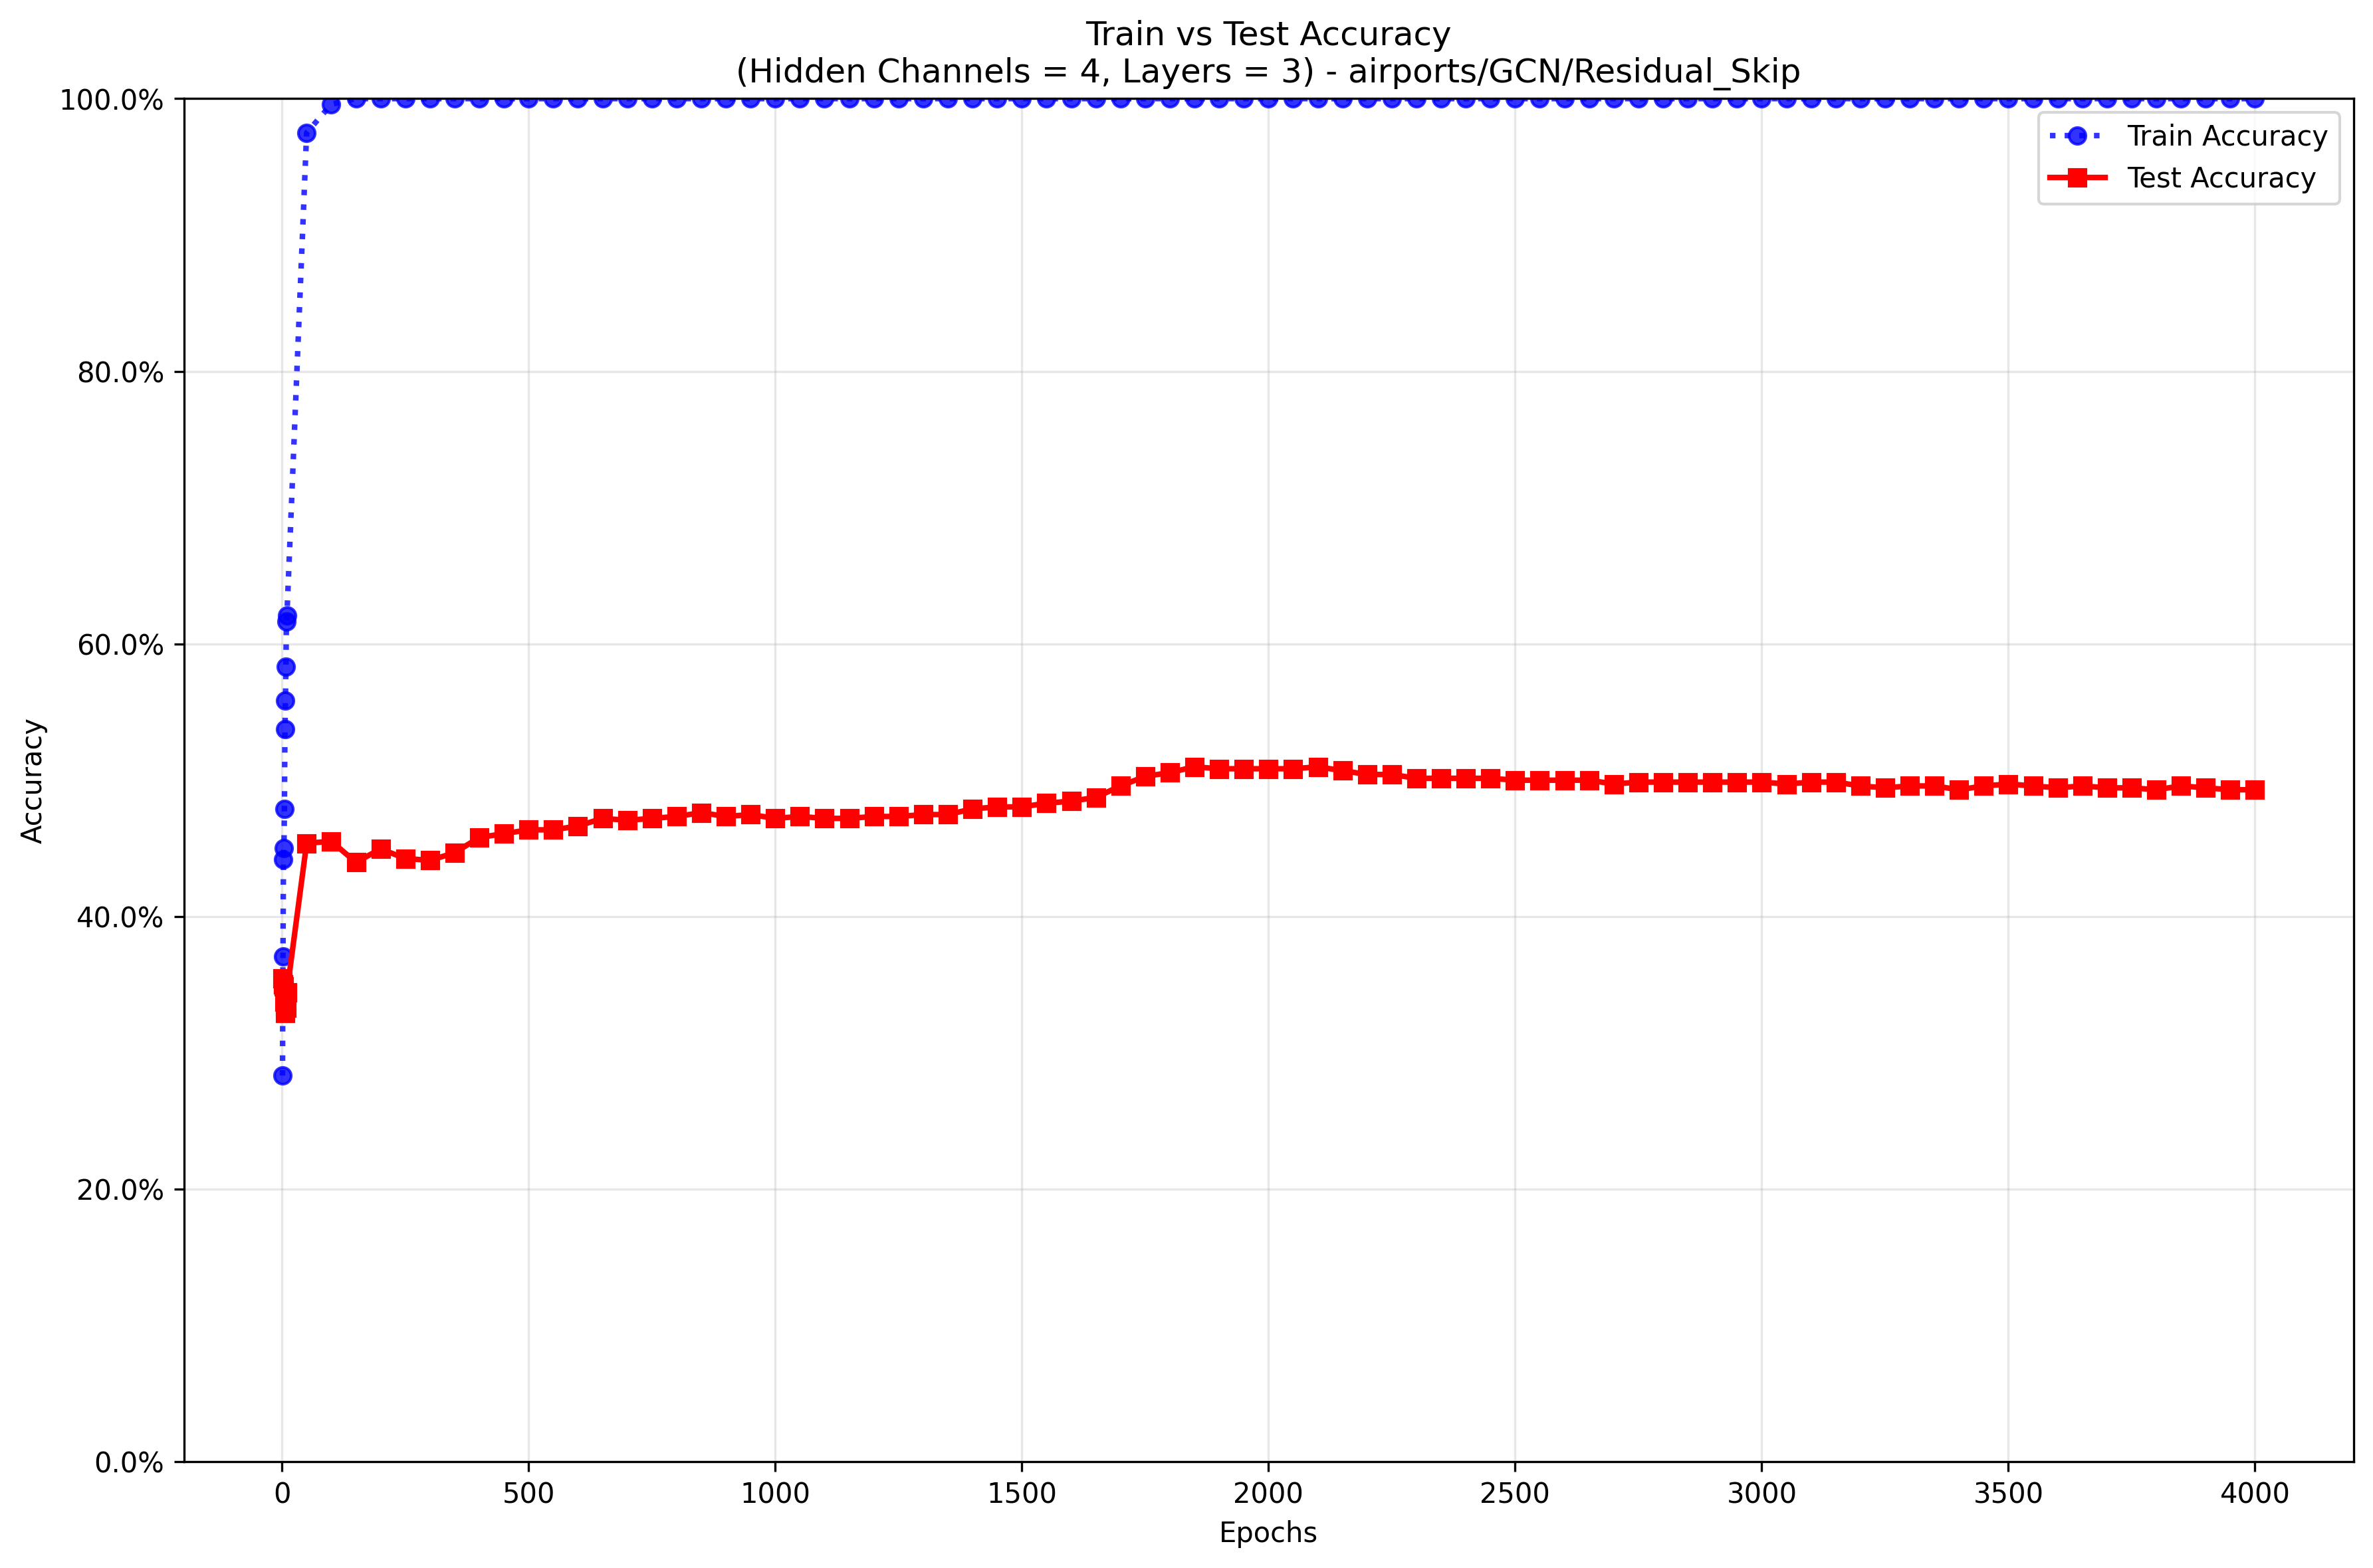 Train vs Test Accuracy
(Hidden Channels = 4, Layers = 3) - airports/GCN/Residual_Skip
100.0%
80.0%
60.0%
40.0%
20.0%
0.0%
Accuracy
Train Accuracy
Test Accuracy
0 500 1000 1500 2000 2500 3000 3500 4000
Epochs